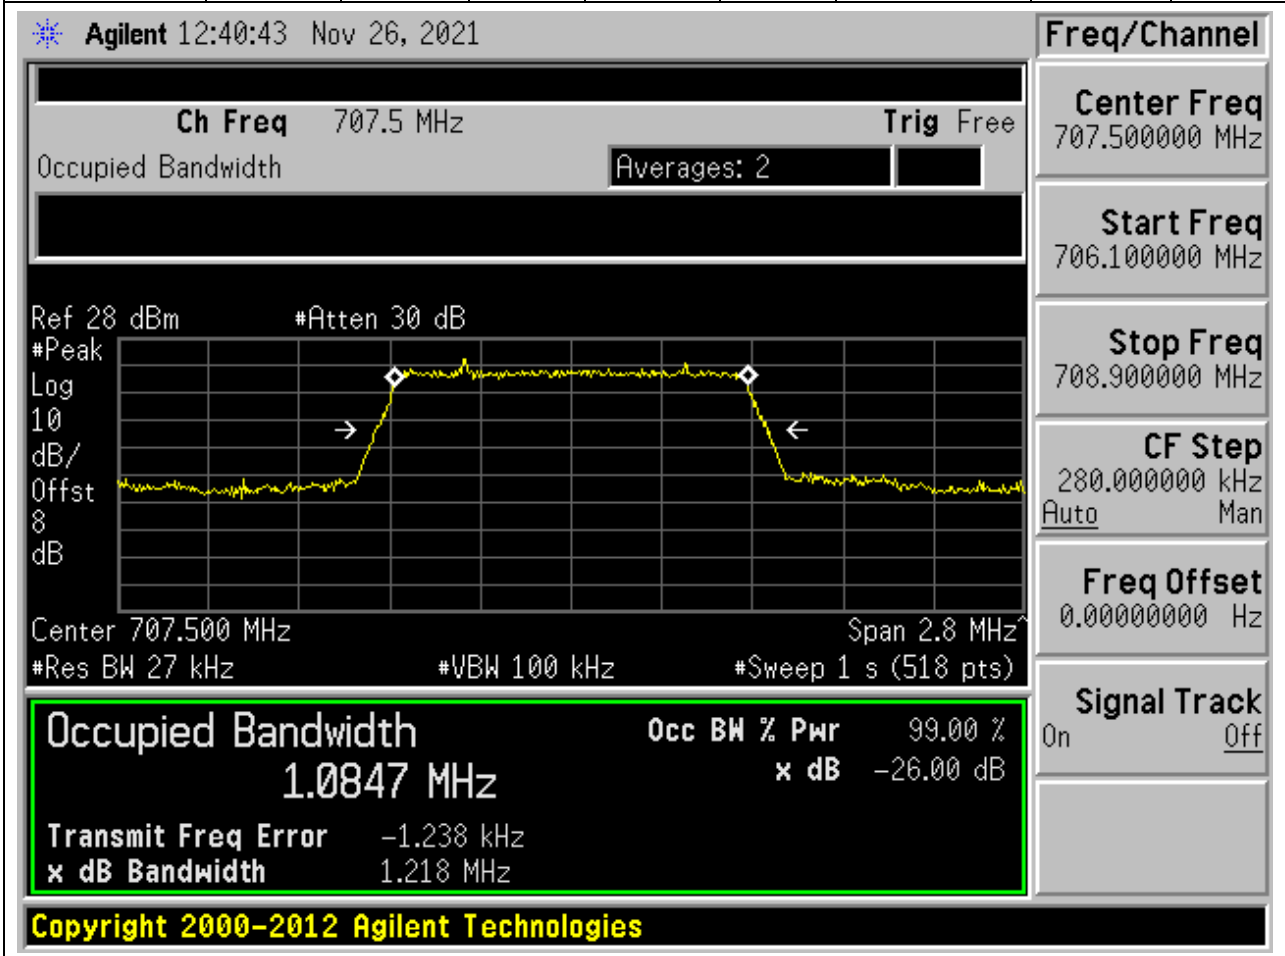 Agilent 12:40:43 Nov 26, 2021
Freq/Channel
Ch Freq 707.5 MHz Trig Free
Occupied Bandwidth Averages: 2
Center Freq
707.500000 MHz
Start Freq
706.100000 MHz
Stop Freq
708.900000 MHz
CF Step
280.000000 kHz
Auto Man
Freq Offset
0.00000000 Hz
Signal Track
On Off
Ref 28 dBm #Atten 30 dB
#Peak
Log
10
dB/
Offst
8
dB
Center 707.500 MHz Span 2.8 MHz^
#Res BW 27 kHz #VBW 100 kHz #Sweep 1 s (518 pts)
Occupied Bandwidth
1.0847 MHz
Occ BW % Pwr 99.00 %
x dB -26.00 dB
Transmit Freq Error -1.238 kHz
x dB Bandwidth 1.218 MHz
Copyright 2000-2012 Agilent Technologies